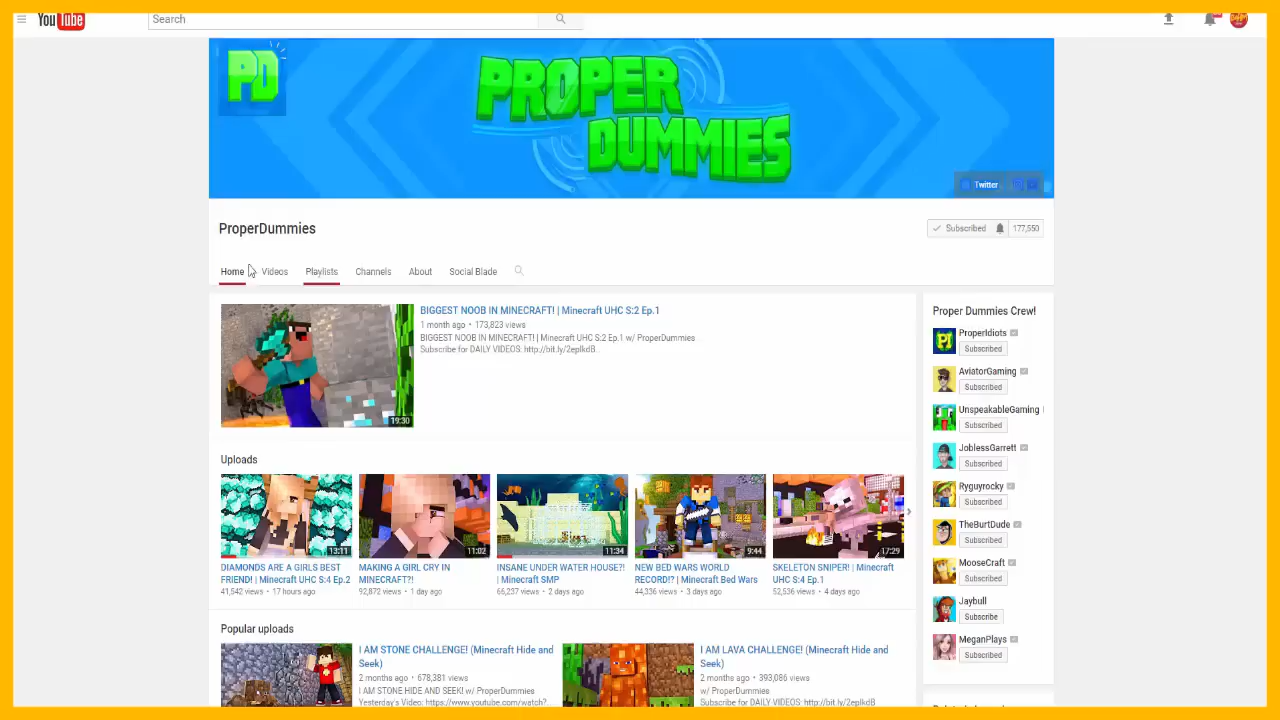 YouTube
Search
PD
PROPER
DUMMIES
Twitter
ProperDummies
Subscribed 177,550
Home Videos Playlists Channels About Social Blade
19:30
BIGGEST NOOB IN MINECRAFT! | Minecraft UHC S:2 Ep.1
1 month ago • 173,823 views
BIGGEST NOOB IN MINECRAFT! | Minecraft UHC S:2 Ep.1 w/ ProperDummies
Subscribe for DAILY VIDEOS: http://bit.ly/2eplkdB...
Uploads
13:11
DIAMONDS ARE A GIRLS BEST
FRIEND! | Minecraft UHC S:4 Ep.2
41,542 views • 17 hours ago
11:02
MAKING A GIRL CRY IN
MINECRAFT?!
92,872 views • 1 day ago
11:34
INSANE UNDER WATER HOUSE?!
| Minecraft SMP
66,237 views • 2 days ago
9:44
NEW BED WARS WORLD
RECORD!? | Minecraft Bed Wars
44,336 views • 3 days ago
17:29
SKELETON SNIPER! | Minecraft
UHC S:4 Ep.1
52,536 views • 4 days ago
Popular uploads
I AM STONE CHALLENGE! (Minecraft Hide and
Seek)
2 months ago • 678,381 views
I AM STONE HIDE AND SEEK! w/ ProperDummies
Yesterday's Video: https://www.youtube.com/watch?...
I AM LAVA CHALLENGE! (Minecraft Hide and
Seek)
2 months ago • 393,086 views
w/ ProperDummies
Subscribe for DAILY VIDEOS: http://bit.ly/2eplkdB
Proper Dummies Crew!
PI
ProperIdiots
Subscribed
AviatorGaming
Subscribed
UnspeakableGaming
Subscribed
JoblessGarrett
Subscribed
Ryguyrocky
Subscribed
TheBurtDude
Subscribed
MooseCraft
Subscribed
Jaybull
Subscribe
MeganPlays
Subscribed